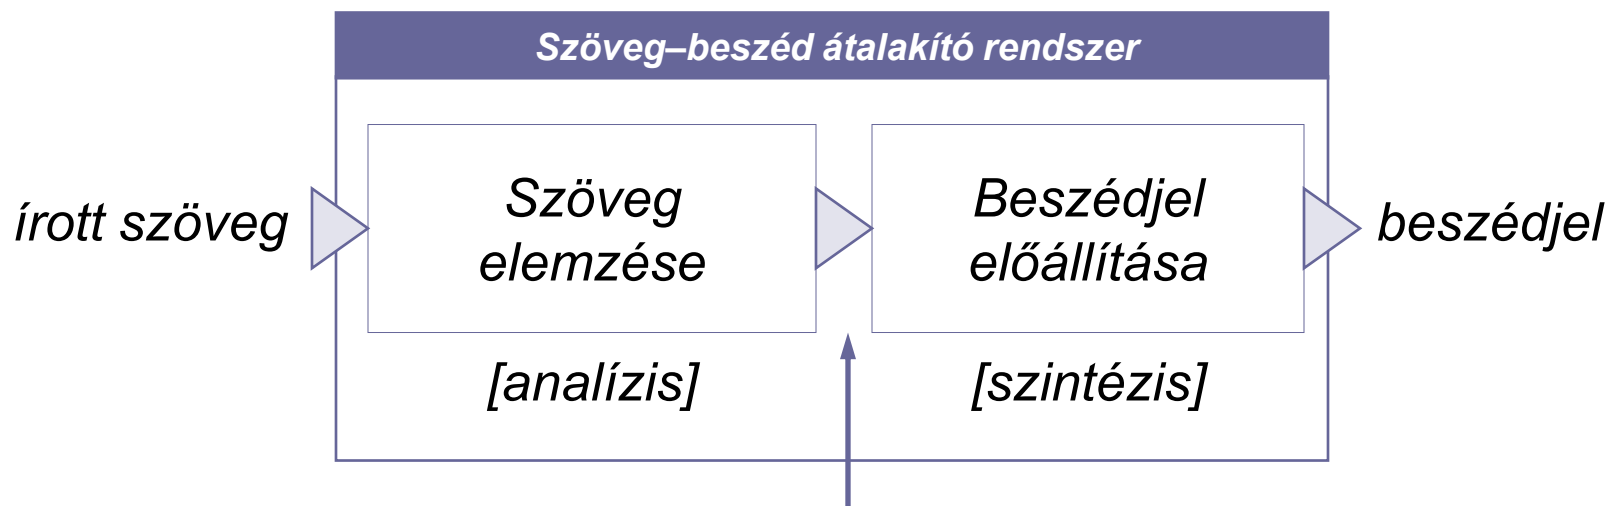 Szöveg–beszéd átalakító rendszer
írott szöveg
Szöveg
elemzése
[analízis]
Beszédjel
előállítása
[szintézis]
beszédjel